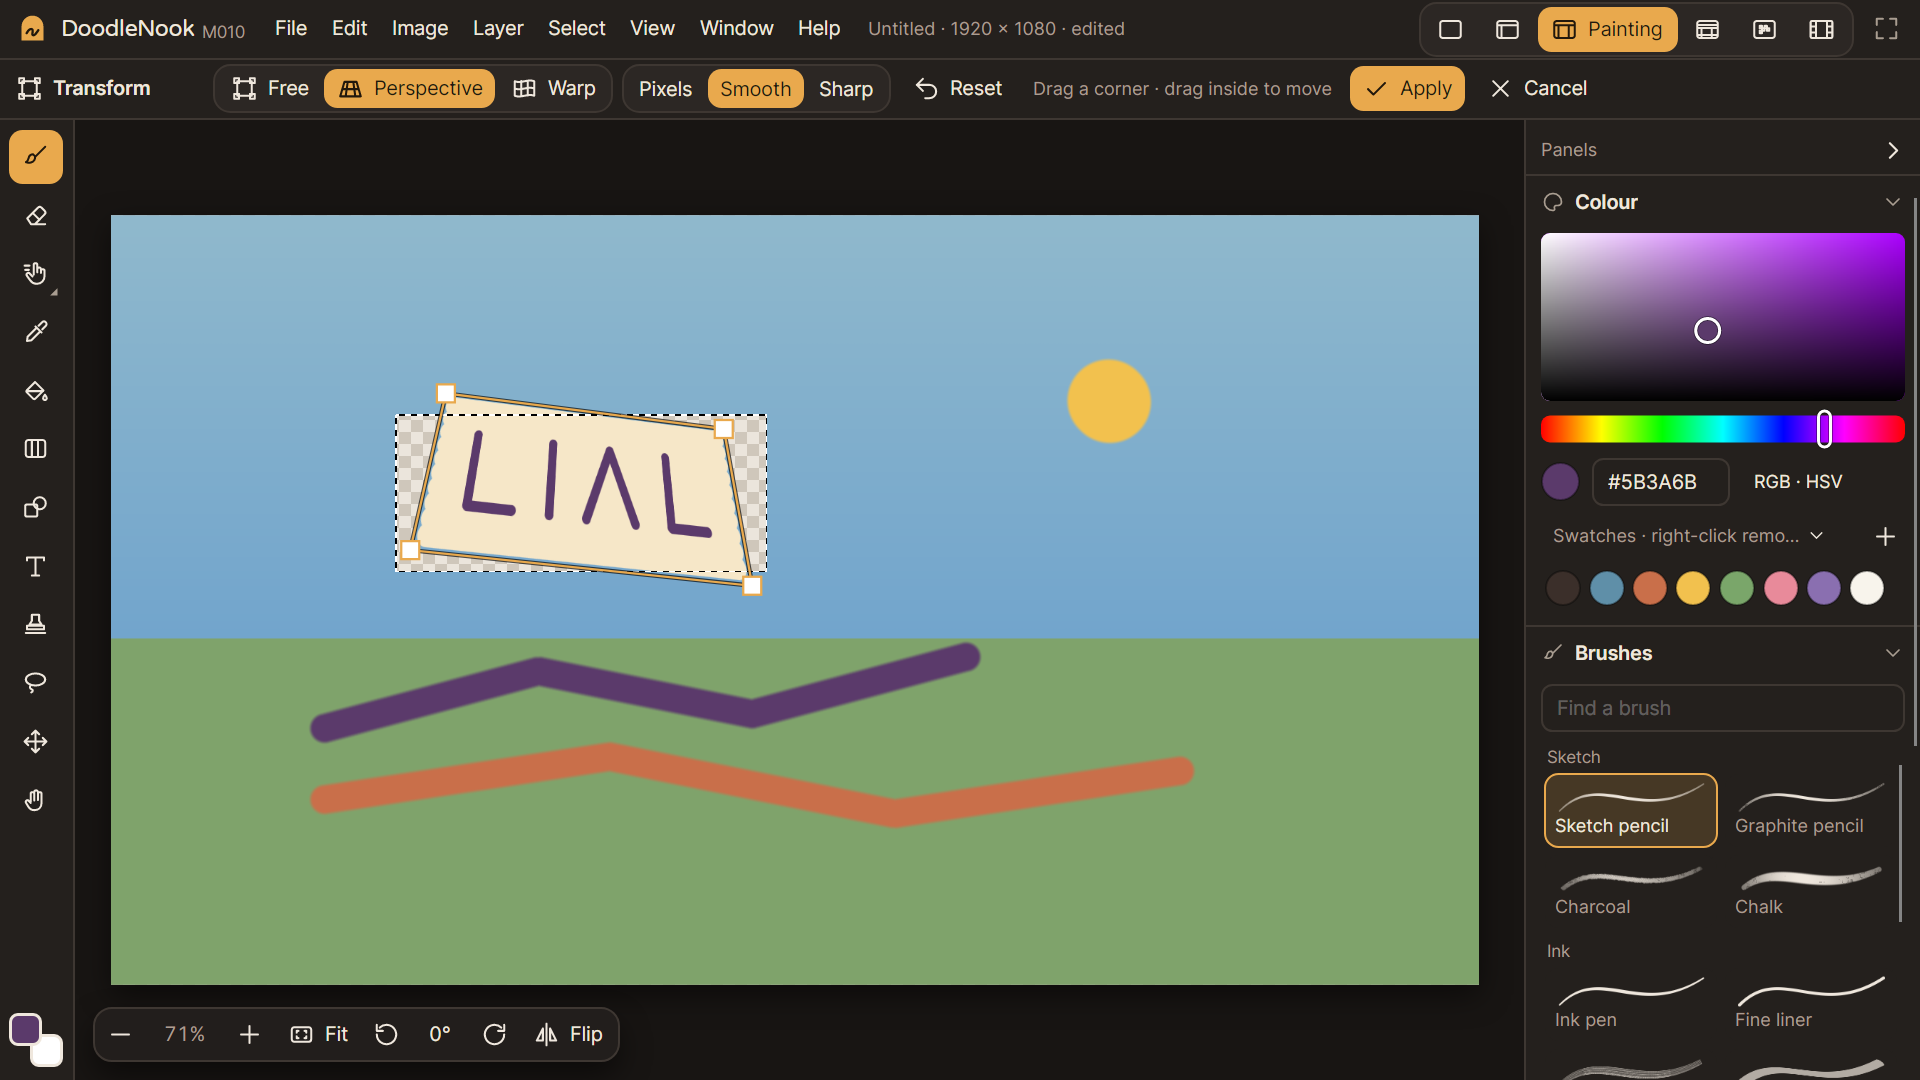 DoodleNook M010 File Edit Image Layer Select View Window Help Untitled · 1920 × 1080 · edited Painting
Transform Free Perspective Warp Pixels Smooth Sharp Reset Drag a corner · drag inside to move Apply Cancel
Panels
Colour
LIΛL
#5B3A6B RGB · HSV
Swatches · right-click remo...
Brushes
Find a brush
Sketch
Sketch pencil Graphite pencil
Charcoal Chalk
Ink
Ink pen Fine liner
71% Fit 0° Flip